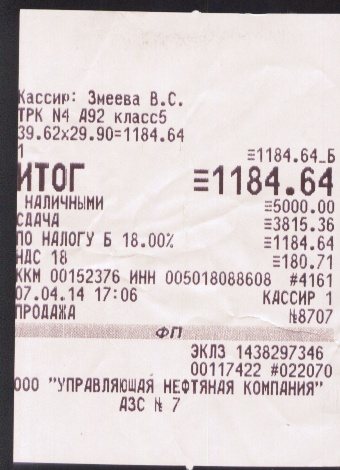 Кассир: Змеева В.С.
ТРК N4 А92 класс5
39.62x29.90=1184.64
1 ≡1184.64_Б
ИТОГ ≡1184.64
НАЛИЧНЫМИ ≡5000.00
СДАЧА ≡3815.36
ПО НАЛОГУ Б 18.00% ≡1184.64
НДС 18 ≡180.71
ККМ 00152376 ИНН 005018088608 #4161
07.04.14 17:06 КАССИР 1
ПРОДАЖА №8707
ФП
ЭКЛЗ 1438297346
00117422 #022070
ООО "УПРАВЛЯЮЩАЯ НЕФТЯНАЯ КОМПАНИЯ"
АЗС № 7